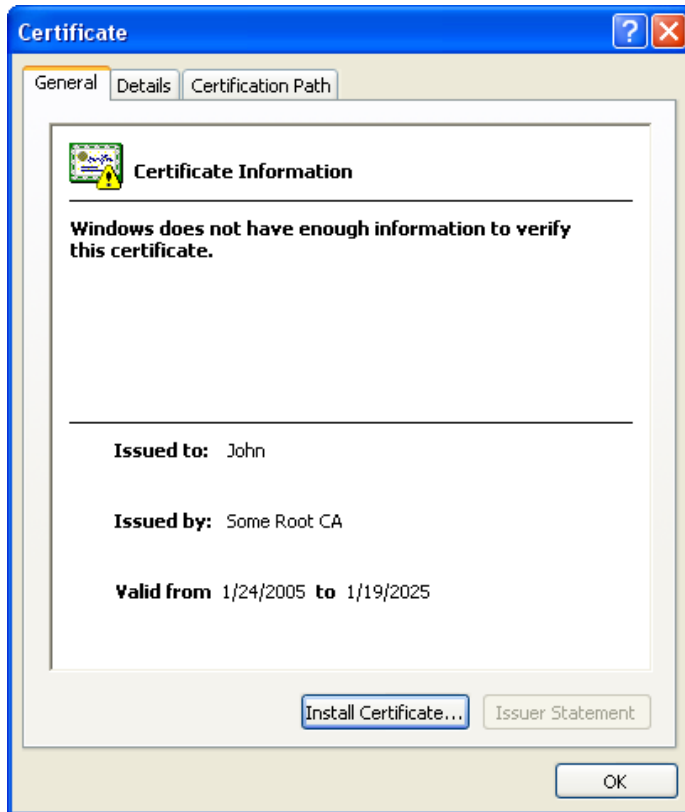 Certificate
General Details Certification Path
Certificate Information
Windows does not have enough information to verify
this certificate.
Issued to: John
Issued by: Some Root CA
Valid from 1/24/2005 to 1/19/2025
Install Certificate... Issuer Statement
OK